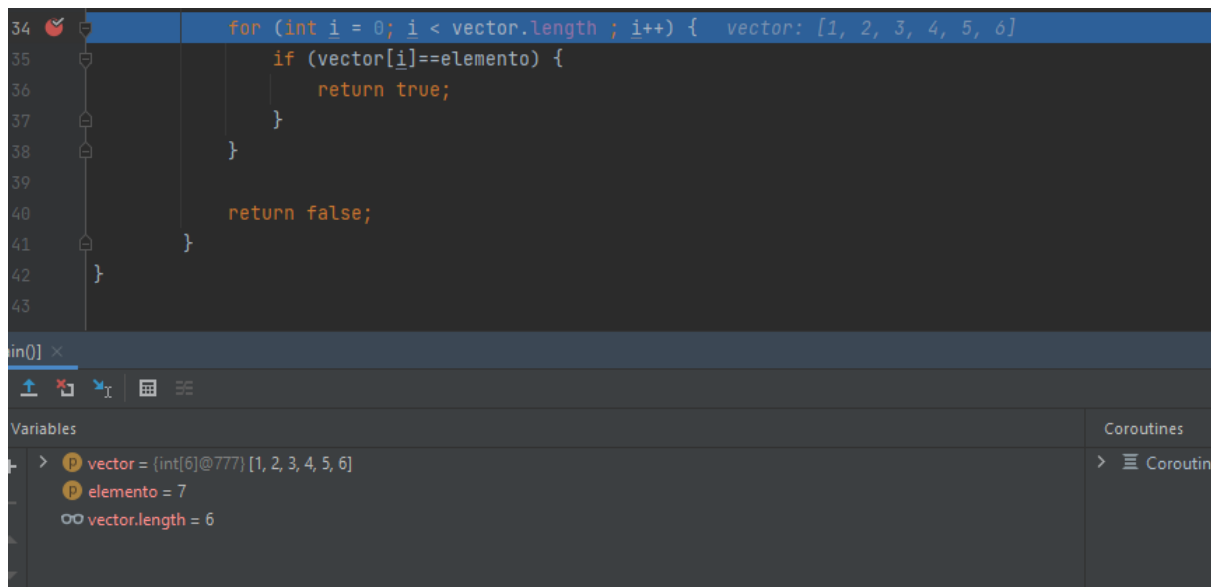 34 for (int i = 0; i < vector.length ; i++) { vector: [1, 2, 3, 4, 5, 6]
35 if (vector[i]==elemento) {
36 return true;
37 }
38 }
39
40 return false;
41 }
42 }
43
in()] ×
Variables
Coroutines
vector = {int[6]@777} [1, 2, 3, 4, 5, 6]
Coroutin
elemento = 7
vector.length = 6